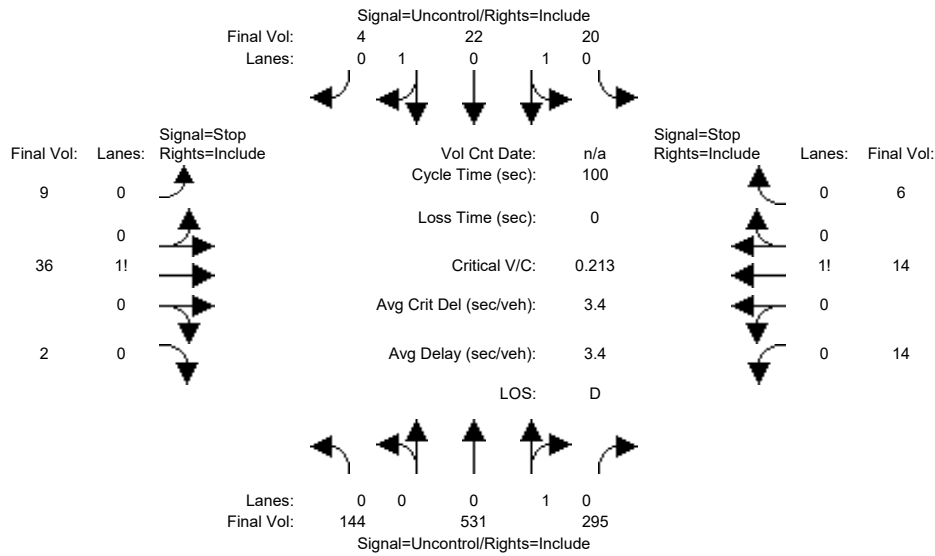 Signal=Uncontrol/Rights=Include
Final Vol: 4 22 20
Lanes: 0 1 0 1 0
Signal=Stop
Final Vol: Lanes: Rights=Include
Vol Cnt Date: n/a
Signal=Stop
Rights=Include Lanes: Final Vol:
Cycle Time (sec): 100
9 0
0 6
Loss Time (sec): 0
0
0
36 1!
Critical V/C: 0.213
1! 14
0
Avg Crit Del (sec/veh): 3.4
0
2 0
Avg Delay (sec/veh): 3.4
0 14
LOS: D
Lanes: 0 0 0 1 0
Final Vol: 144 531 295
Signal=Uncontrol/Rights=Include